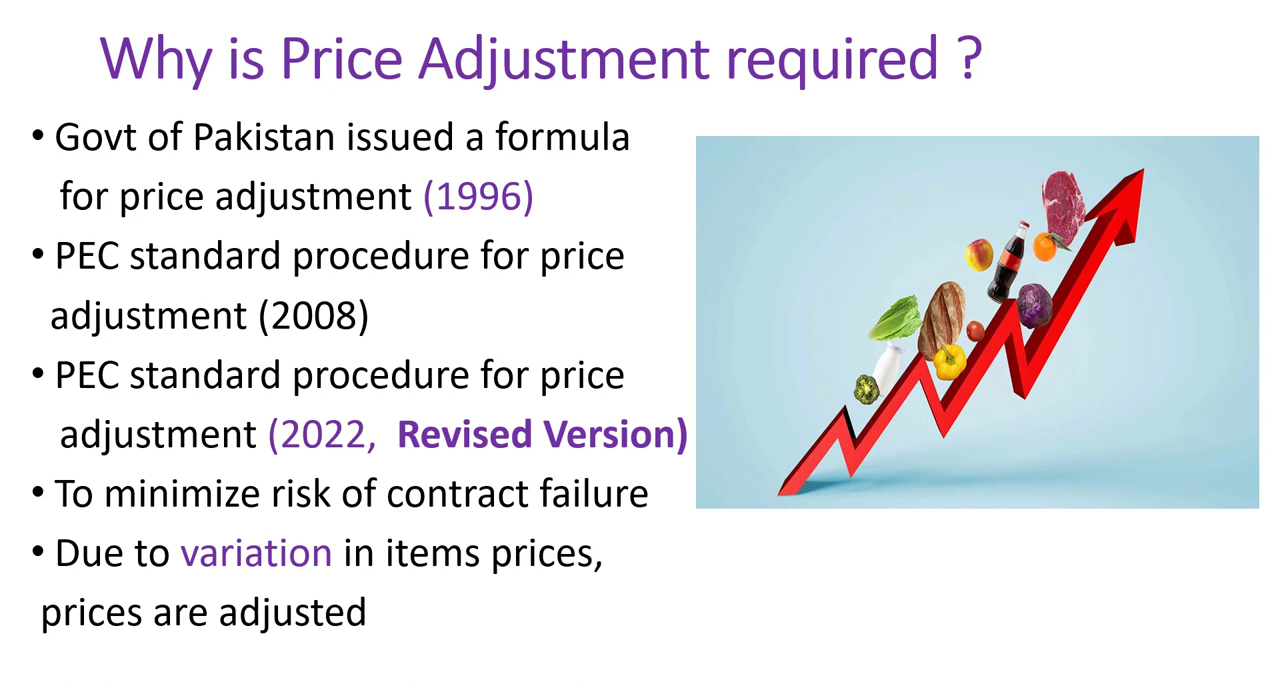 Why is Price Adjustment required ?
• Govt of Pakistan issued a formula
for price adjustment (1996)
• PEC standard procedure for price
adjustment (2008)
• PEC standard procedure for price
adjustment (2022, Revised Version)
• To minimize risk of contract failure
• Due to variation in items prices,
prices are adjusted